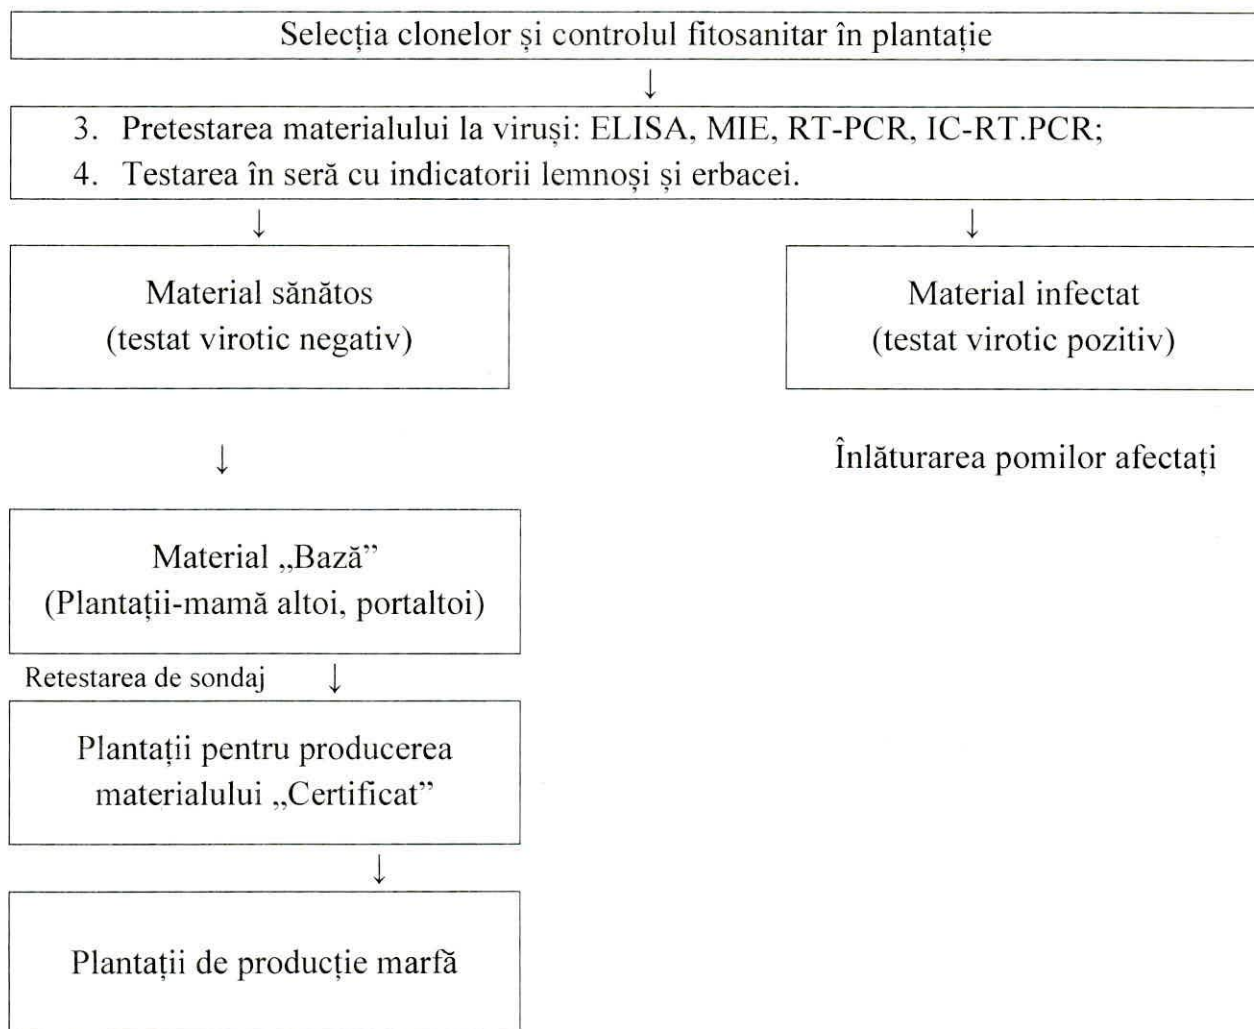 Selecția clonelor și controlul fitosanitar în plantație
↓
3. Pretestarea materialului la viruși: ELISA, MIE, RT-PCR, IC-RT.PCR;
4. Testarea în seră cu indicatorii lemnoși și erbacei.
↓ ↓
Material sănătos
(testat virotic negativ)
Material infectat
(testat virotic pozitiv)
↓
Înlăturarea pomilor afectați
Material „Bază”
(Plantații-mamă altoi, portaltoi)
Retestarea de sondaj ↓
Plantații pentru producerea
materialului „Certificat”
↓
Plantații de producție marfă